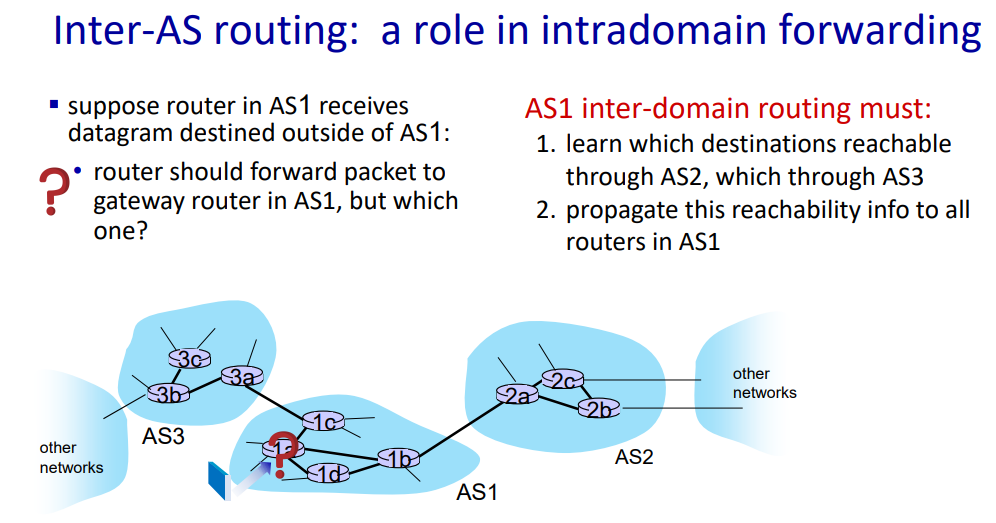 Inter-AS routing: a role in intradomain forwarding
suppose router in AS1 receives
datagram destined outside of AS1:
router should forward packet to
gateway router in AS1, but which
one?
?
AS1 inter-domain routing must:
1. learn which destinations reachable
through AS2, which through AS3
2. propagate this reachability info to all
routers in AS1
3c
3a
3b
AS3
other
networks
1c
1a
?
1d
1b
AS1
2c
2a
2b
AS2
other
networks